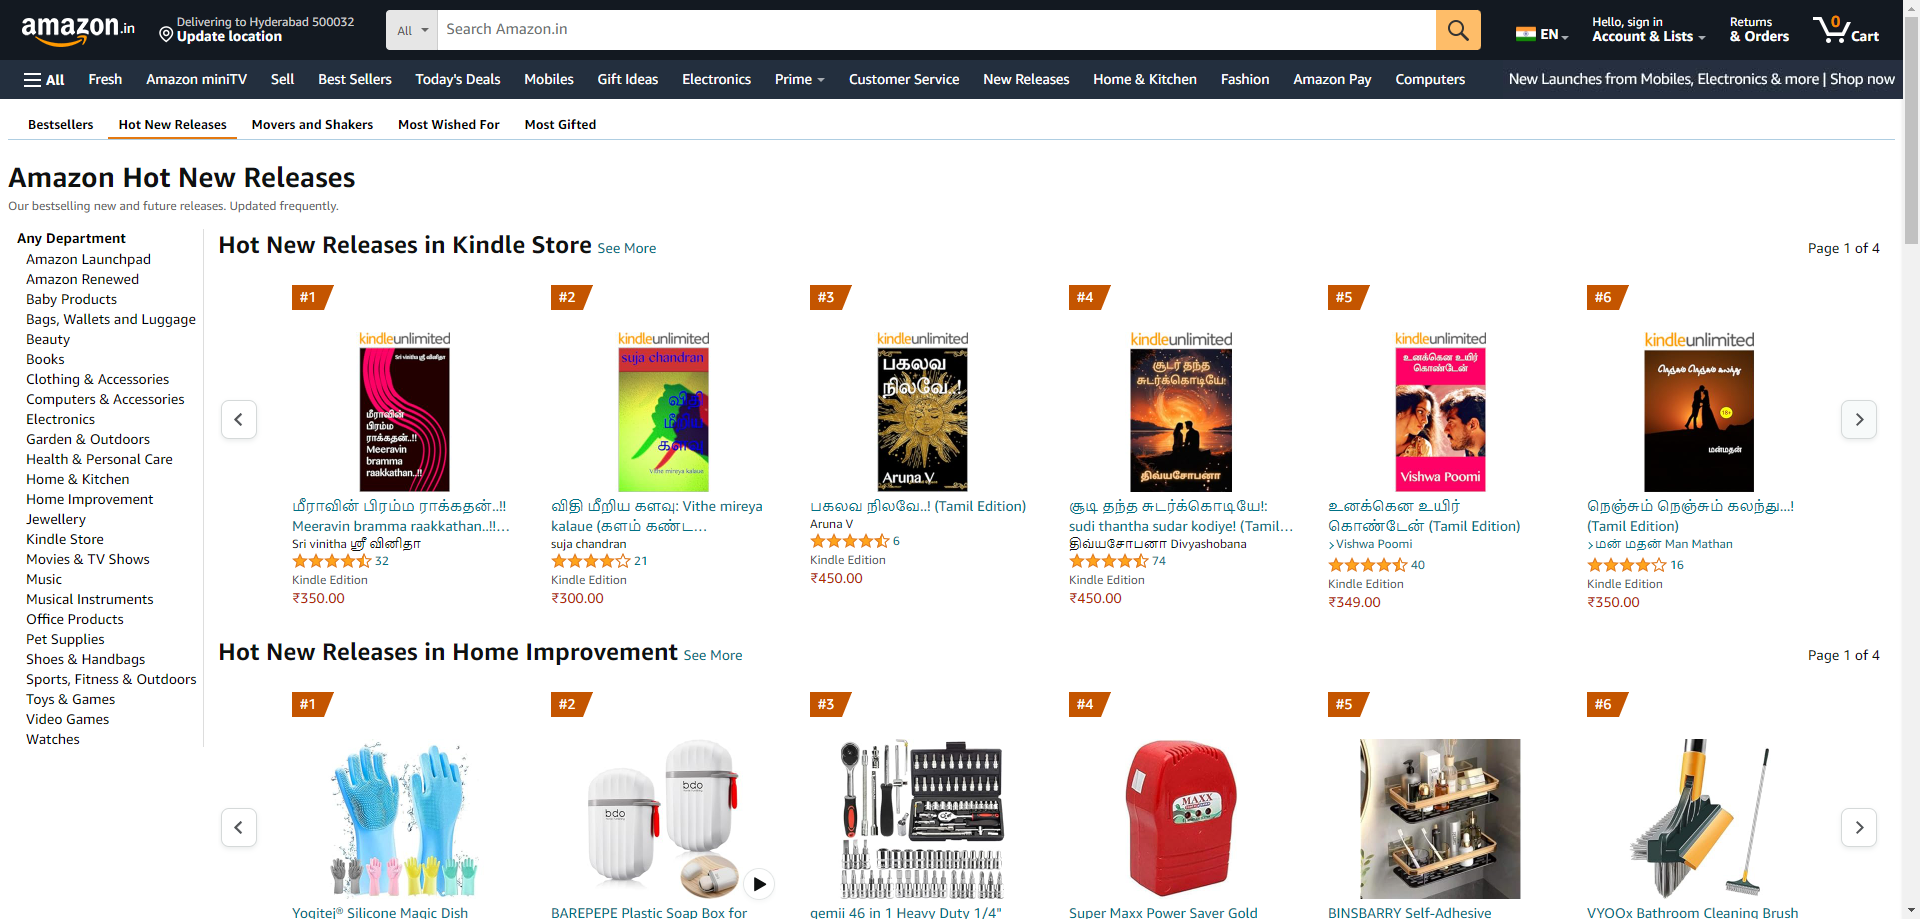 amazon.in
Delivering to Hyderabad 500032
Update location
All
Search Amazon.in
EN
Hello, sign in
Account & Lists
Returns
& Orders
0
Cart
All
Fresh
Amazon miniTV
Sell
Best Sellers
Today's Deals
Mobiles
Gift Ideas
Electronics
Prime
Customer Service
New Releases
Home & Kitchen
Fashion
Amazon Pay
Computers
New Launches from Mobiles, Electronics & more | Shop now
Bestsellers
Hot New Releases
Movers and Shakers
Most Wished For
Most Gifted
Amazon Hot New Releases
Our bestselling new and future releases. Updated frequently.
Any Department
Amazon Launchpad
Amazon Renewed
Baby Products
Bags, Wallets and Luggage
Beauty
Books
Clothing & Accessories
Computers & Accessories
Electronics
Garden & Outdoors
Health & Personal Care
Home & Kitchen
Home Improvement
Jewellery
Kindle Store
Movies & TV Shows
Music
Musical Instruments
Office Products
Pet Supplies
Shoes & Handbags
Sports, Fitness & Outdoors
Toys & Games
Video Games
Watches
Hot New Releases in Kindle Store See More
Page 1 of 4
#1
kindleunlimited
Sri vinitha ஸ்ரீ வினிதா
மீராவின்
பிரம்ம
ராக்கதன்..!!
Meeravin
bramma
raakkathan..!!
மீராவின் பிரம்ம ராக்கதன்..!!
Meeravin bramma raakkathan..!!...
Sri vinitha ஸ்ரீ வினிதா
32
Kindle Edition
₹350.00
#2
kindleunlimited
suja chandran
விதி
மீறிய
களவு
Vithe mireya kalaue
விதி மீறிய களவு: Vithe mireya
kalaue (களம் கண்ட...
suja chandran
21
Kindle Edition
₹300.00
#3
kindleunlimited
பகலவ
நிலவே..!
Aruna V
பகலவ நிலவே..! (Tamil Edition)
Aruna V
6
Kindle Edition
₹450.00
#4
kindleunlimited
சூடி தந்த
சுடர்க்கொடியே!
திவ்யசோபனா
சூடி தந்த சுடர்க்கொடியே!:
sudi thantha sudar kodiye! (Tamil...
திவ்யசோபனா Divyashobana
74
Kindle Edition
₹450.00
#5
kindleunlimited
உனக்கென உயிர்
கொண்டேன்
Vishwa Poomi
உனக்கென உயிர்
கொண்டேன் (Tamil Edition)
›Vishwa Poomi
40
Kindle Edition
₹349.00
#6
kindleunlimited
நெஞ்சும் நெஞ்சும் கலந்து
18+
மன்மதன்
நெஞ்சும் நெஞ்சும் கலந்து...!
(Tamil Edition)
›மன் மதன் Man Mathan
16
Kindle Edition
₹350.00
Hot New Releases in Home Improvement See More
Page 1 of 4
#1
Yogitej® Silicone Magic Dish
#2
bdo
bdo
BAREPEPE Plastic Soap Box for
#3
gemii 46 in 1 Heavy Duty 1/4"
#4
MAXX
Super Maxx Power Saver Gold
#5
BINSBARRY Self-Adhesive
#6
VYOOx Bathroom Cleaning Brush